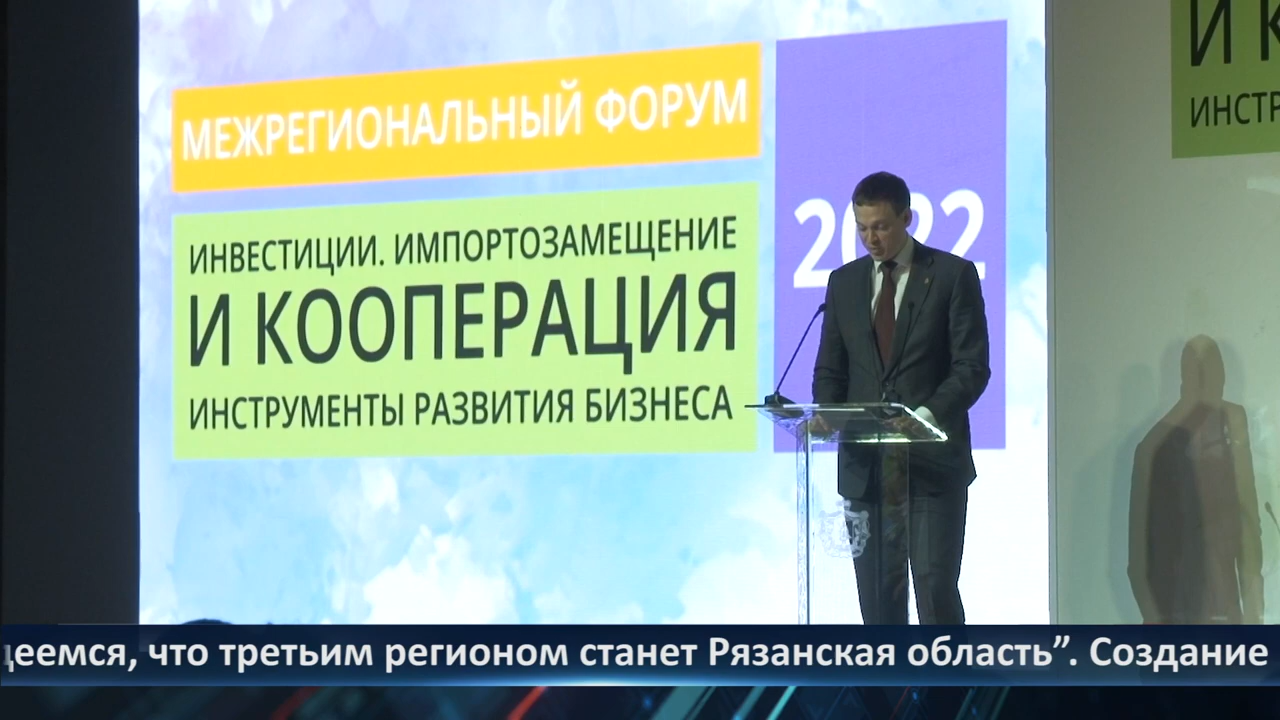 МЕЖРЕГИОНАЛЬНЫЙ ФОРУМ
ИНВЕСТИЦИИ. ИМПОРТОЗАМЕЩЕНИЕ
И КООПЕРАЦИЯ
ИНСТРУМЕНТЫ РАЗВИТИЯ БИЗНЕСА
2022
И К
ИНСТР
деемся, что третьим регионом станет Рязанская область”. Создание